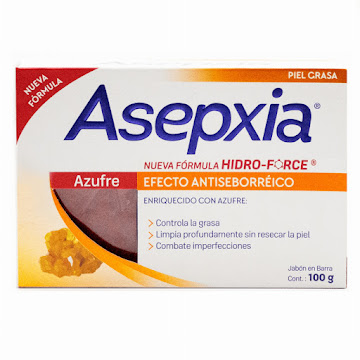 PIEL GRASA
NUEVA
FÓRMULA
Asepxia®
NUEVA FÓRMULA HIDRO-FORCE®
Azufre
EFECTO ANTISEBORRÉICO
ENRIQUECIDO CON AZUFRE:
> Controla la grasa
> Limpia profundamente sin resecar la piel
> Combate imperfecciones
Jabón en Barra
Cont.: 100 g